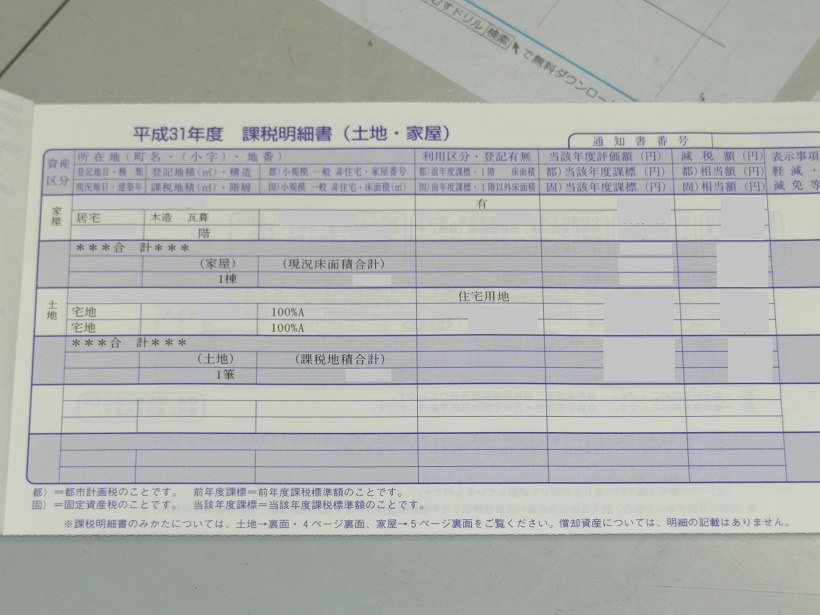 むすドリル 検索 で無料ダウンロー
平成31年度 課税明細書（土地・家屋）
通知書番号
資産区分 所在地（町名・（小字）・地番） 利用区分・登記有無 当該年度評価額（円） 減税額（円） 表示事項
登記地目・種類 登記地積（㎡）・構造 都）小規模 一般 非住宅・家屋番号 都）前年度課標・1階 床面積 都）当該年度課標（円） 都）相当額（円） 軽減・
現況地目・建築年 課税地積（㎡）・階層 固）小規模 一般 非住宅・床面積（㎡） 固）前年度課標・1階以外床面積 固）当該年度課標（円） 固）相当額（円） 減免等
家屋 有
居宅 木造 瓦葺
階
＊＊＊合 計＊＊＊
（家屋） （現況床面積合計）
1棟
土地 住宅用地
宅地 100%A
宅地 100%A
＊＊＊合 計＊＊＊
（土地） （課税地積合計）
1筆
都）＝都市計画税のことです。 前年度課標＝前年度課税標準額のことです。
固）＝固定資産税のことです。 当該年度課標＝当該年度課税標準額のことです。
※課税明細書のみかたについては、土地→裏面・4ページ裏面、家屋→5ページ裏面をご覧ください。償却資産については、明細の記載はありません。